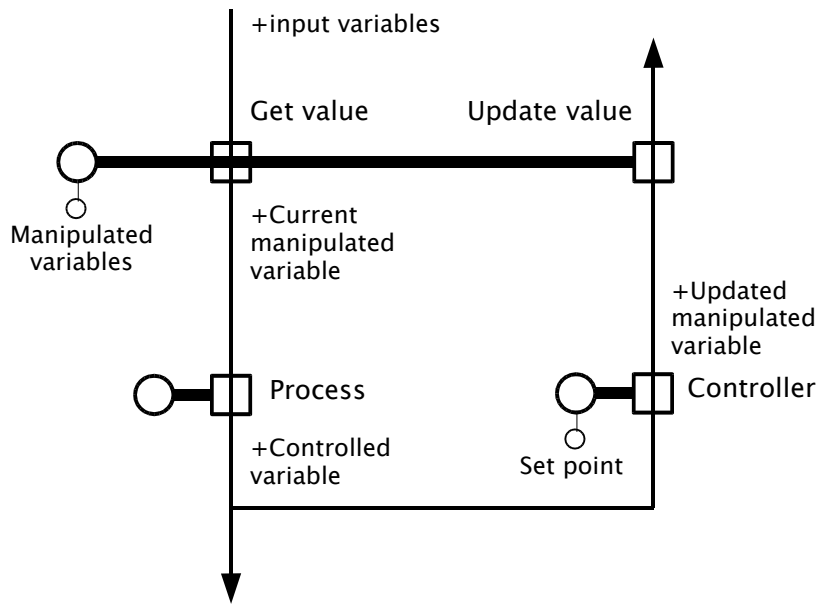 +input variables
Get value
Update value
Manipulated
variables
+Current
manipulated
variable
+Updated
manipulated
variable
Process
Controller
+Controlled
variable
Set point